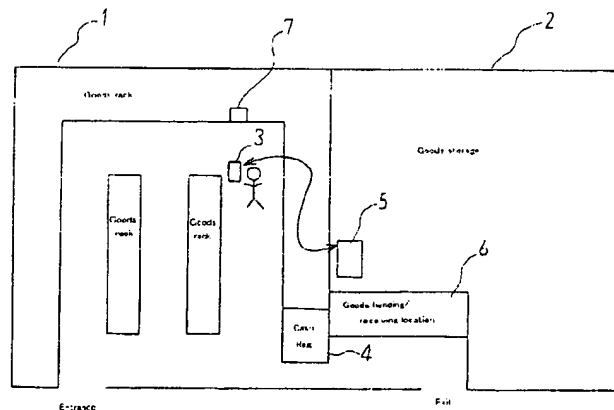 1
7
2
Goods rack
3
Goods storage
5
Goods
rack
Goods
rack
6
Goods handing/
receiving location
Cash
Reg
4
Entrance
Exit